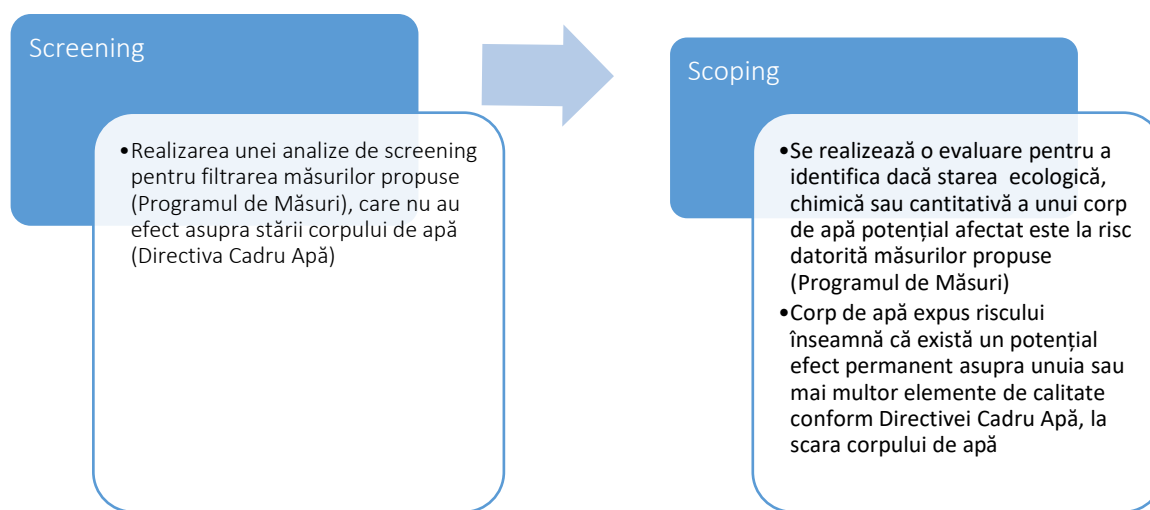 Screening
•Realizarea unei analize de screening
pentru filtrarea măsurilor propuse
(Programul de Măsuri), care nu au
efect asupra stării corpului de apă
(Directiva Cadru Apă)
Scoping
•Se realizează o evaluare pentru a
identifica dacă starea  ecologică,
chimică sau cantitativă a unui corp
de apă potențial afectat este la risc
datorită măsurilor propuse
(Programul de Măsuri)
•Corp de apă expus riscului
înseamnă că există un potențial
efect permanent asupra unuia sau
mai multor elemente de calitate
conform Directivei Cadru Apă, la
scara corpului de apă